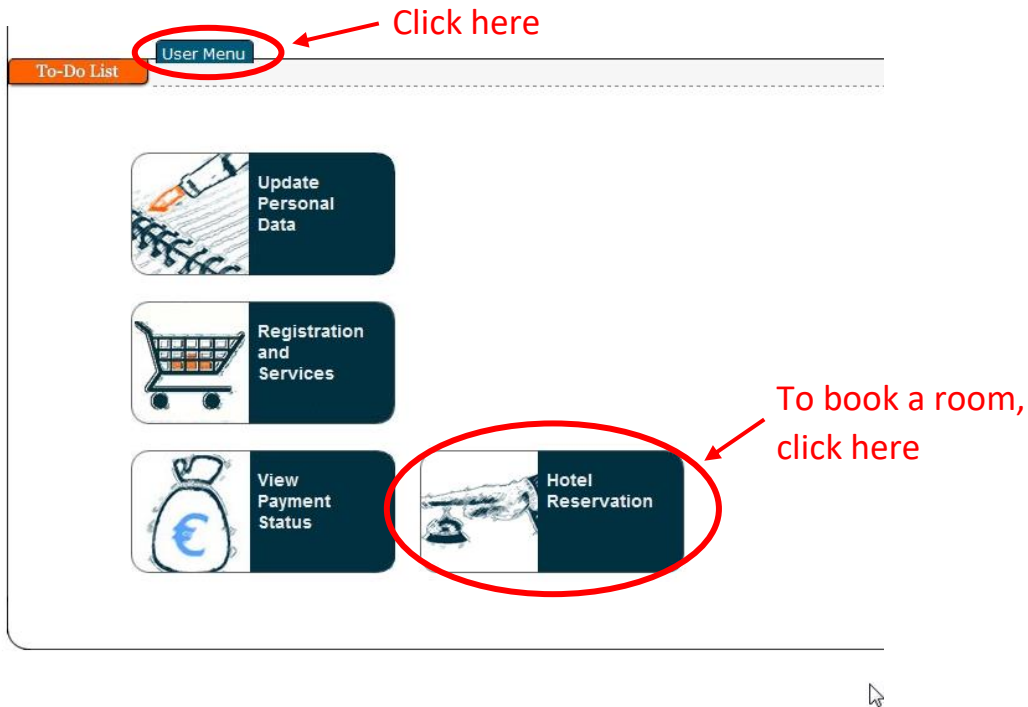 Click here
User Menu
To-Do List
Update
Personal
Data
Registration
and
Services
To book a room,
click here
View
Payment
Status
€
Hotel
Reservation